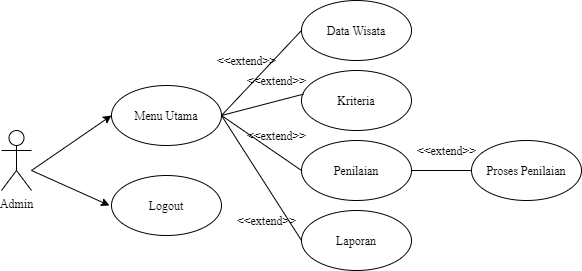 Data Wisata
<<extend>>
<<extend>>
Kriteria
Menu Utama
<<extend>>
<<extend>>
Penilaian
Proses Penilaian
Admin
Logout
<<extend>>
Laporan